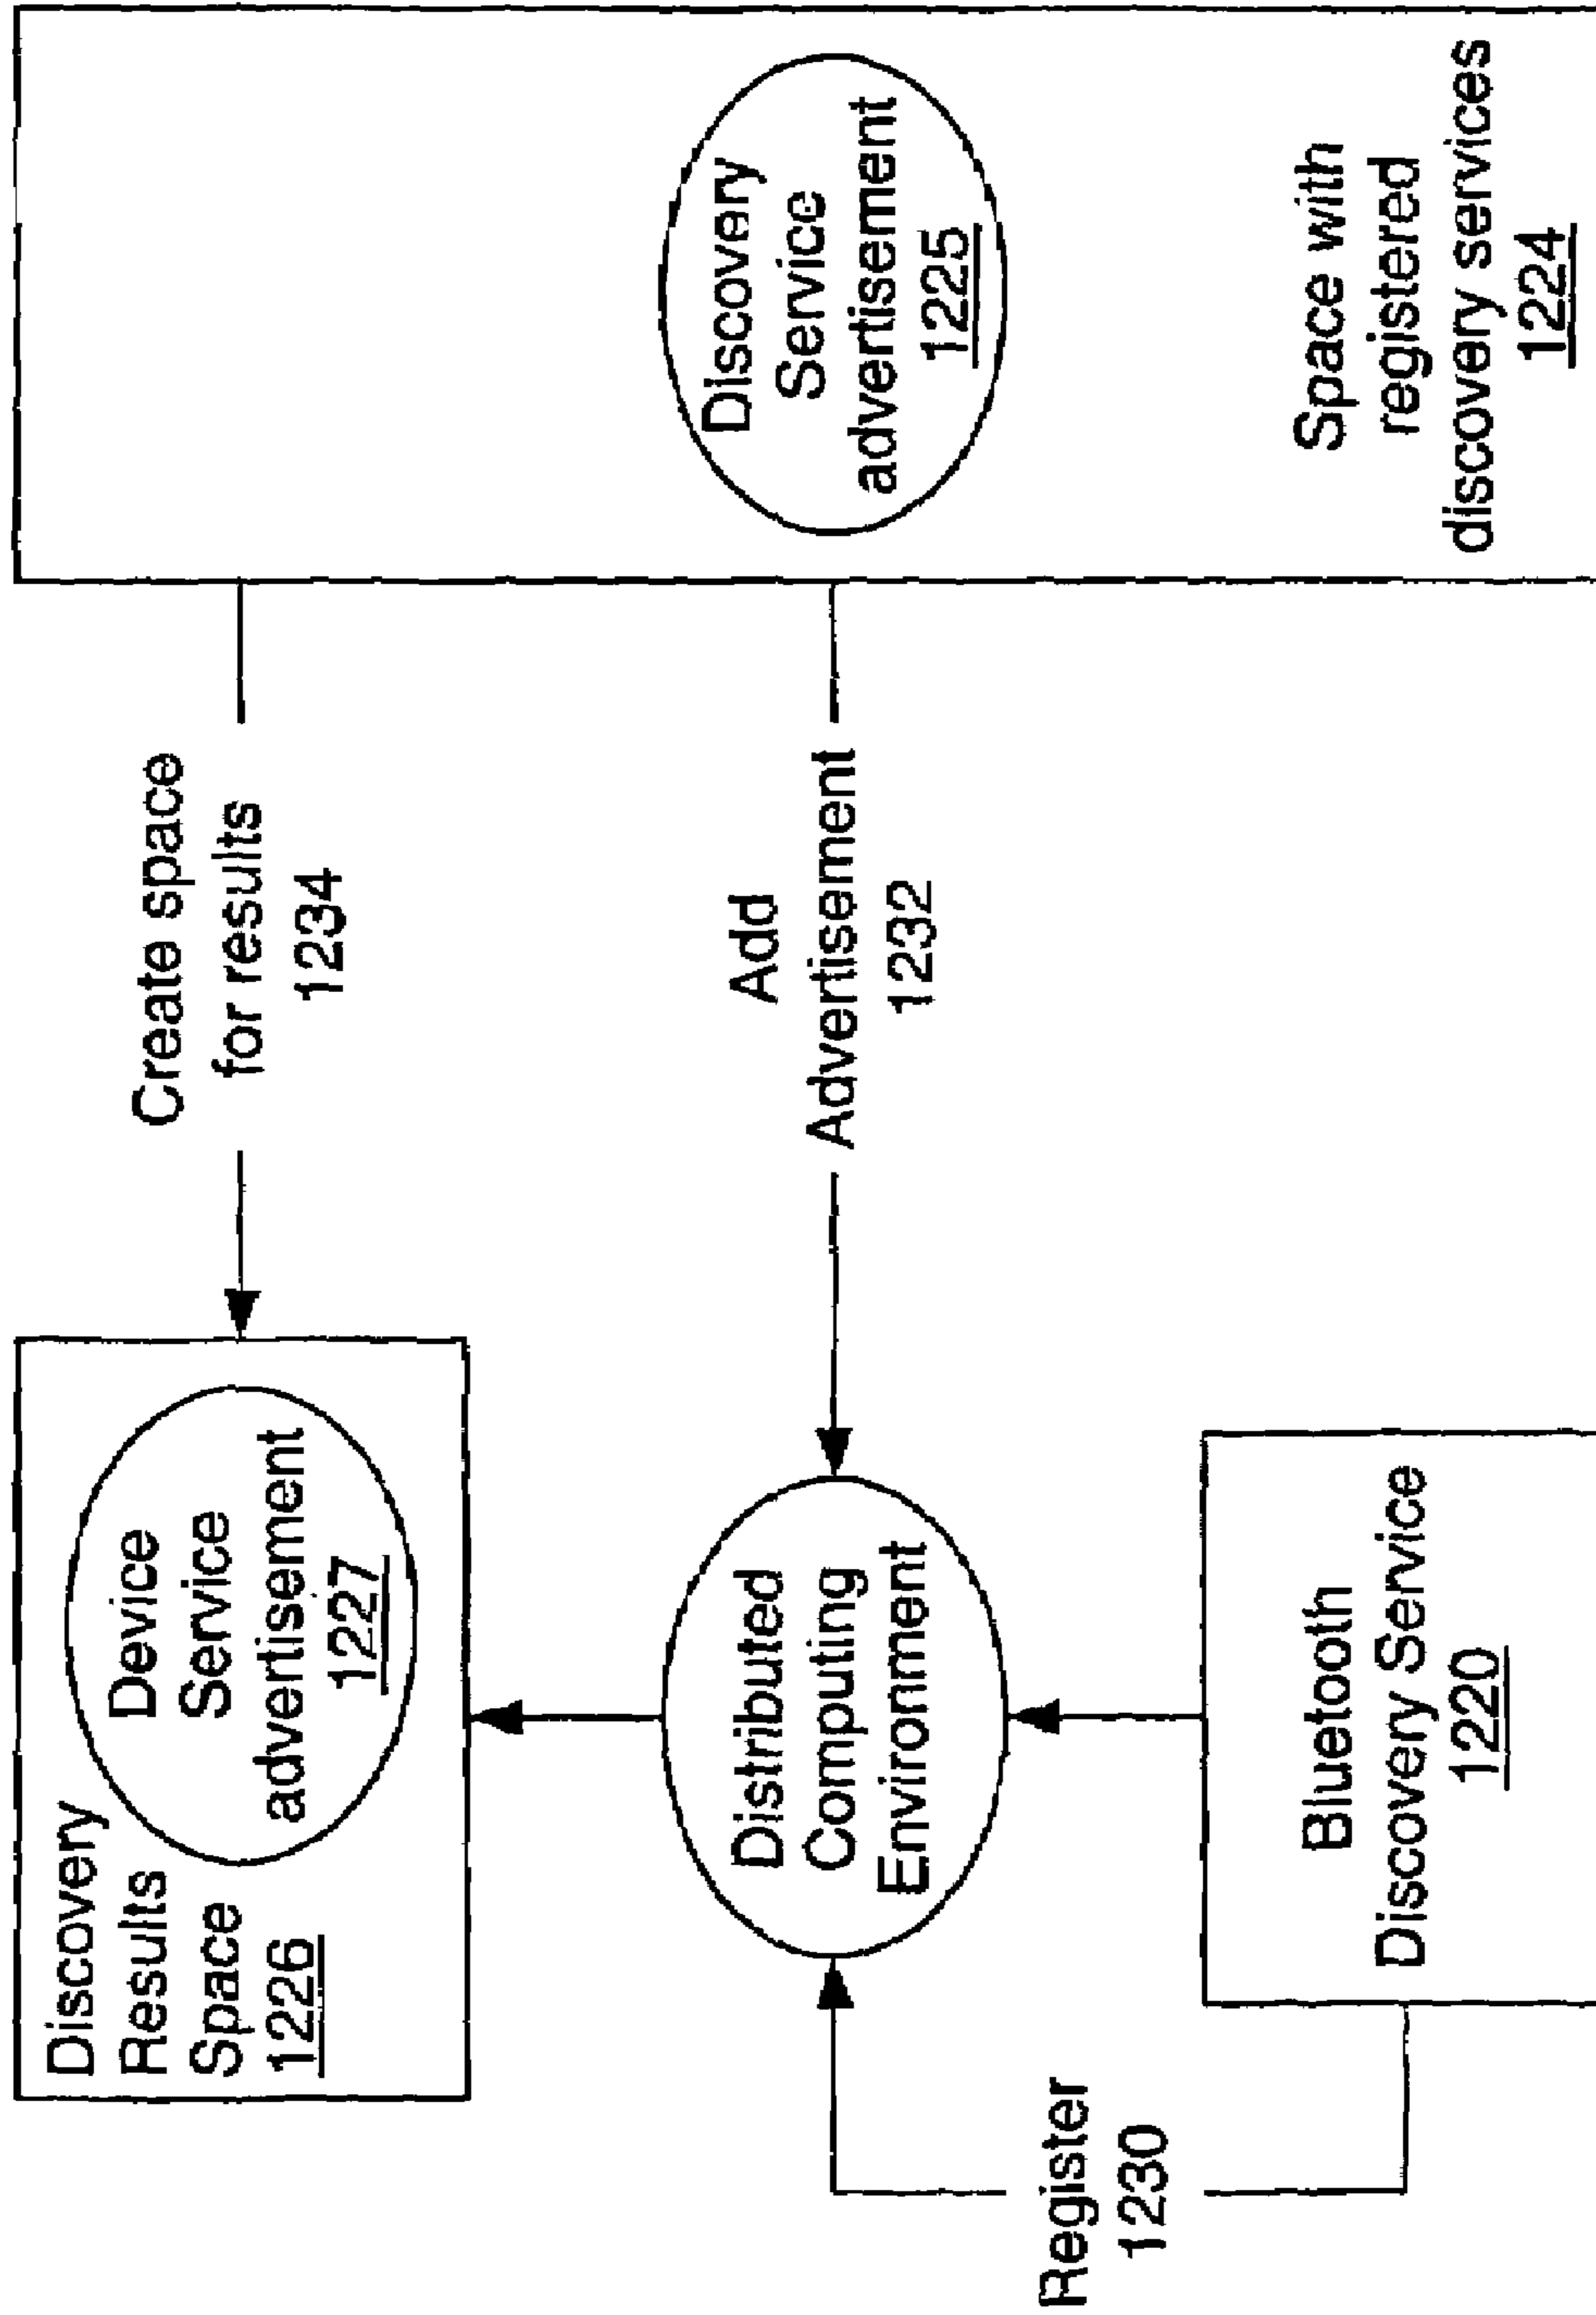 Discovery
Results
Space
1226
Device
Service
advertisement
1227
Create space
for results
1234
Distributed
Computing
Environment
Add
Advertisement
1232
Discovery
Service
advertisement
1225
Register
1230
Bluetooth
Discovery Service
1220
Space with
registered
discovery services
1224